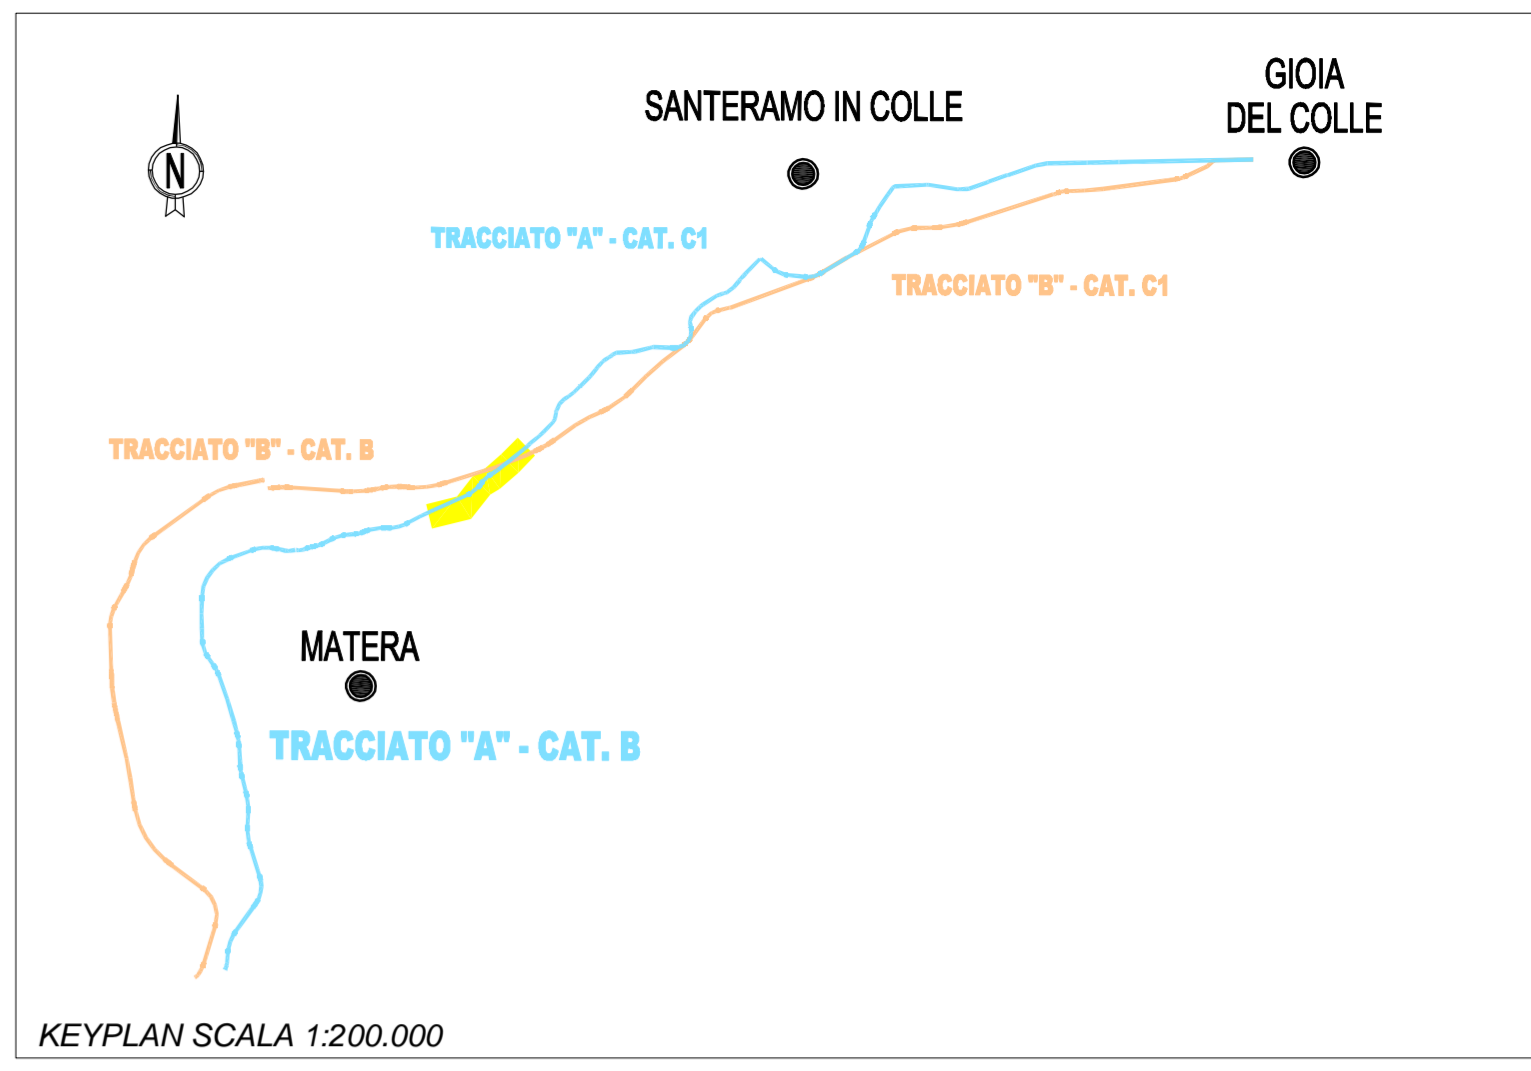 GIOIA
DEL COLLE
SANTERAMO IN COLLE
N
TRACCIATO "A" - CAT. C1
TRACCIATO "B" - CAT. C1
TRACCIATO "B" - CAT. B
MATERA
TRACCIATO "A" - CAT. B
KEYPLAN SCALA 1:200.000